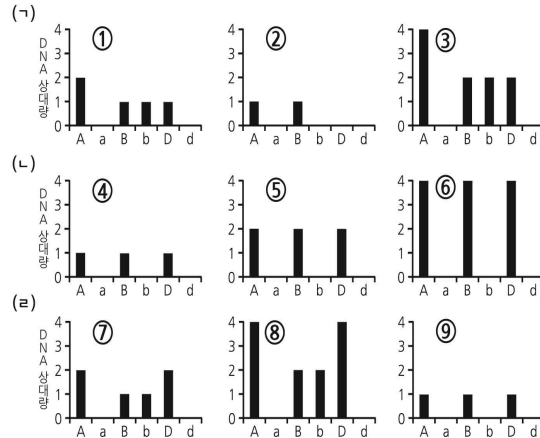 (ㄱ)
DNA 상대량
4 3 2 1 0
① A a B b D d
4 3 2 1 0
② A a B b D d
4 3 2 1 0
③ A a B b D d
(ㄴ)
DNA 상대량
4 3 2 1 0
④ A a B b D d
4 3 2 1 0
⑤ A a B b D d
4 3 2 1 0
⑥ A a B b D d
(ㄹ)
DNA 상대량
4 3 2 1 0
⑦ A a B b D d
4 3 2 1 0
⑧ A a B b D d
4 3 2 1 0
⑨ A a B b D d